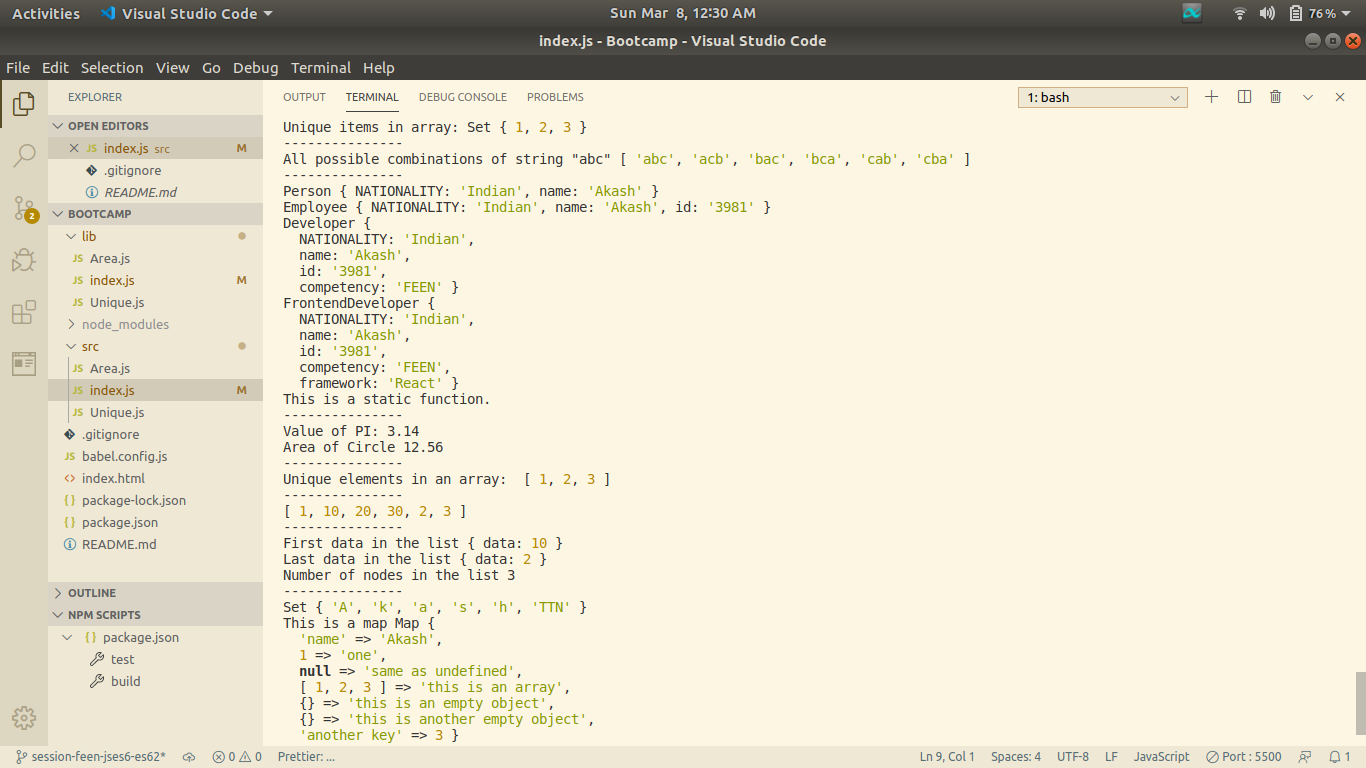 Activities Visual Studio Code Sun Mar 8, 12:30 AM 76%
index.js - Bootcamp - Visual Studio Code
File Edit Selection View Go Debug Terminal Help
EXPLORER
OPEN EDITORS
JS index.js src M
.gitignore
README.md
2
BOOTCAMP
lib
JS Area.js
JS index.js M
JS Unique.js
node_modules
src
JS Area.js
JS index.js M
JS Unique.js
.gitignore
JS babel.config.js
<> index.html
{} package-lock.json
{} package.json
README.md
OUTLINE
NPM SCRIPTS
{} package.json
test
build
OUTPUT TERMINAL DEBUG CONSOLE PROBLEMS 1: bash
Unique items in array: Set { 1, 2, 3 }
---------------
All possible combinations of string "abc" [ 'abc', 'acb', 'bac', 'bca', 'cab', 'cba' ]
---------------
Person { NATIONALITY: 'Indian', name: 'Akash' }
Employee { NATIONALITY: 'Indian', name: 'Akash', id: '3981' }
Developer {
  NATIONALITY: 'Indian',
  name: 'Akash',
  id: '3981',
  competency: 'FEEN' }
FrontendDeveloper {
  NATIONALITY: 'Indian',
  name: 'Akash',
  id: '3981',
  competency: 'FEEN',
  framework: 'React' }
This is a static function.
---------------
Value of PI: 3.14
Area of Circle 12.56
---------------
Unique elements in an array:  [ 1, 2, 3 ]
---------------
[ 1, 10, 20, 30, 2, 3 ]
---------------
First data in the list { data: 10 }
Last data in the list { data: 2 }
Number of nodes in the list 3
---------------
Set { 'A', 'k', 'a', 's', 'h', 'TTN' }
This is a map Map {
  'name' => 'Akash',
  1 => 'one',
  null => 'same as undefined',
  [ 1, 2, 3 ] => 'this is an array',
  {} => 'this is an empty object',
  {} => 'this is another empty object',
  'another key' => 3 }
session-feen-jses6-es62* 0 0 Prettier: ... Ln 9, Col 1 Spaces: 4 UTF-8 LF JavaScript Port : 5500 1